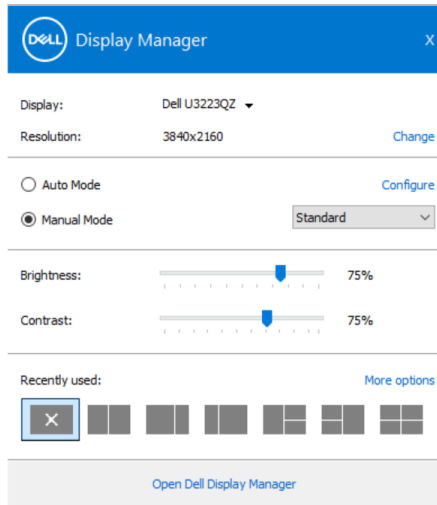 DELL Display Manager X
Display: Dell U3223QZ
Resolution: 3840x2160 Change
Auto Mode Configure
Manual Mode Standard
Brightness: 75%
Contrast: 75%
Recently used: More options
Open Dell Display Manager